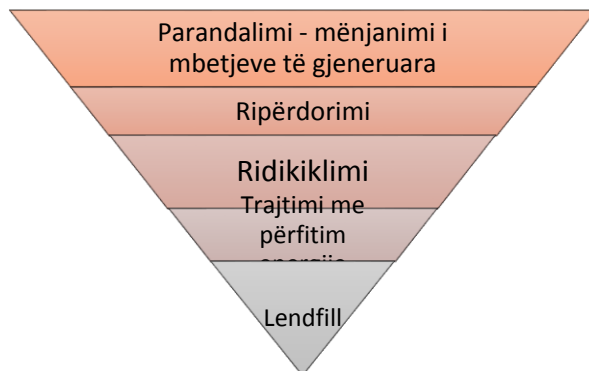 Parandalimi - mënjanimi i
mbetjeve të gjeneruara
Ripërdorimi
Ridikiklimi
Trajtimi me
përfitim
Lendfill